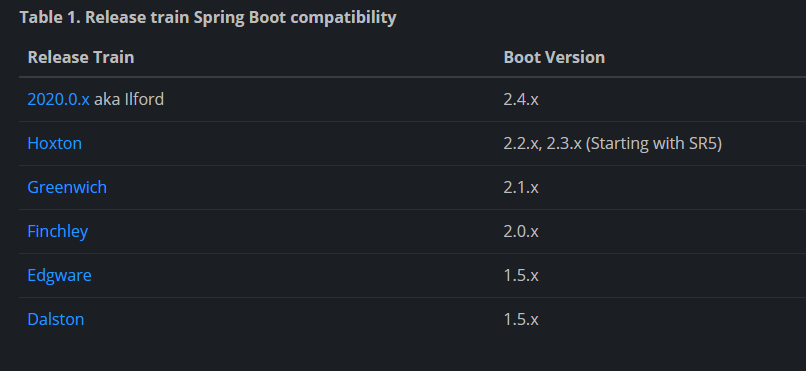 Table 1. Release train Spring Boot compatibility
Release Train Boot Version
2020.0.x aka Ilford 2.4.x
Hoxton 2.2.x, 2.3.x (Starting with SR5)
Greenwich 2.1.x
Finchley 2.0.x
Edgware 1.5.x
Dalston 1.5.x